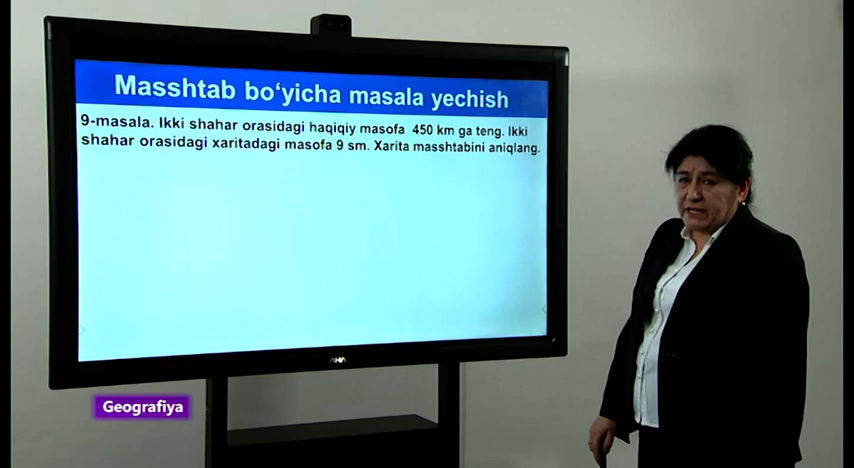 Masshtab bo‘yicha masala yechish
9-masala. Ikki shahar orasidagi haqiqiy masofa 450 km ga teng. Ikki
shahar orasidagi xaritadagi masofa 9 sm. Xarita masshtabini aniqlang.
AHA
Geografiya